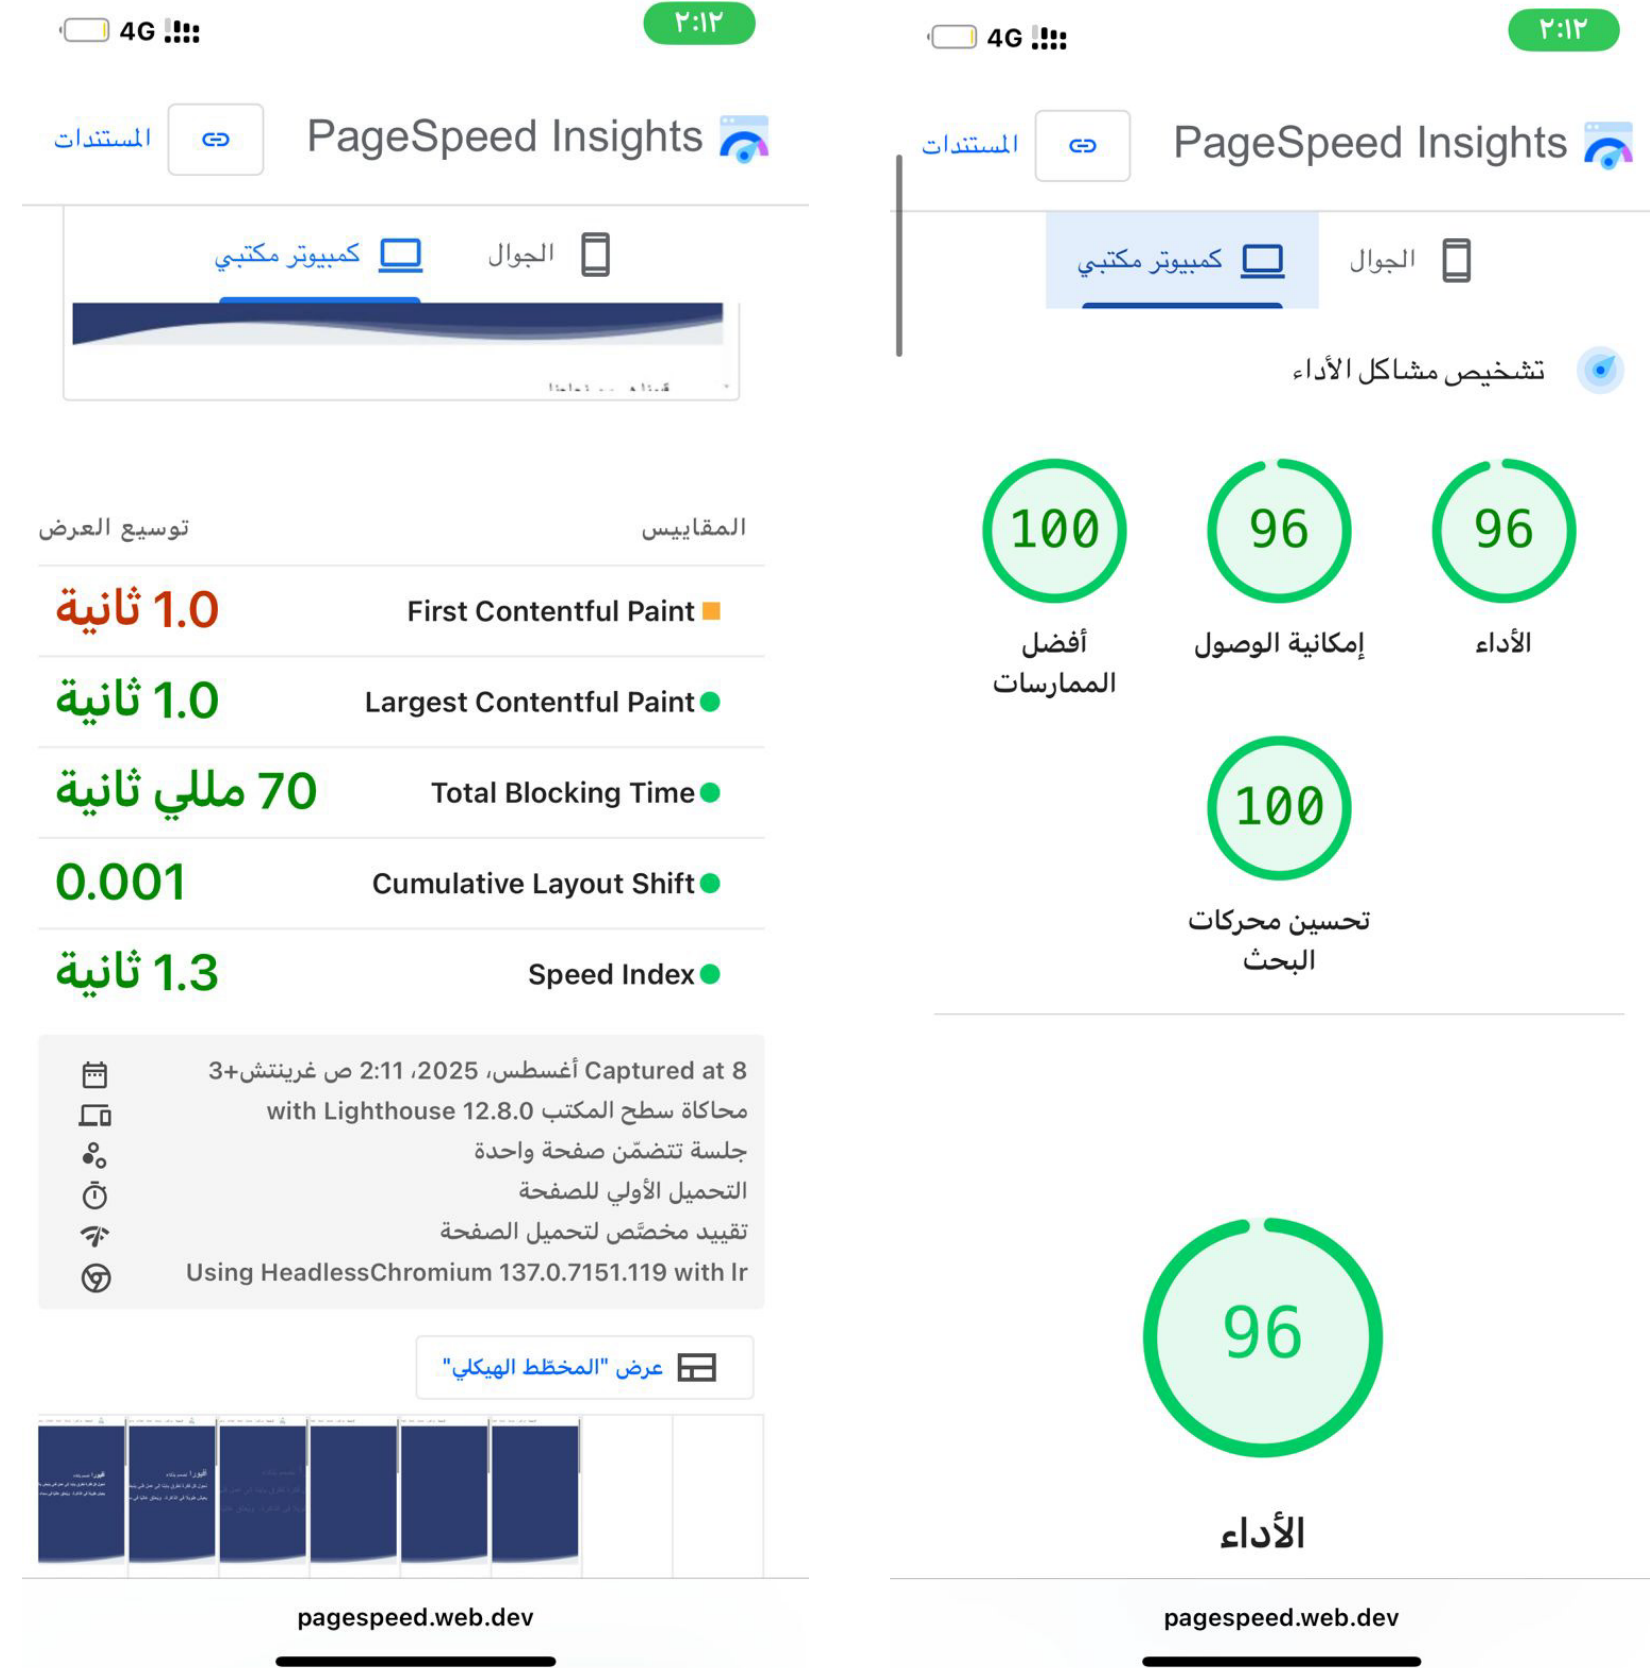 4G
٢:١٢
PageSpeed Insights
المستندات
الجوال
كمبيوتر مكتبي
المقاييس
توسيع العرض
First Contentful Paint
1.0 ثانية
Largest Contentful Paint
1.0 ثانية
Total Blocking Time
70 مللي ثانية
Cumulative Layout Shift
0.001
Speed Index
1.3 ثانية
Captured at 8 أغسطس، 2025، 2:11 ص غرينتش+3
محاكاة سطح المكتب with Lighthouse 12.8.0
جلسة تتضمّن صفحة واحدة
التحميل الأولي للصفحة
تقييد مخصَّص لتحميل الصفحة
Using HeadlessChromium 137.0.7151.119 with lr
عرض "المخطّط الهيكلي"
pagespeed.web.dev
4G
٢:١٢
PageSpeed Insights
المستندات
الجوال
كمبيوتر مكتبي
تشخيص مشاكل الأداء
96
الأداء
96
إمكانية الوصول
100
أفضل
الممارسات
100
تحسين محركات
البحث
96
الأداء
pagespeed.web.dev